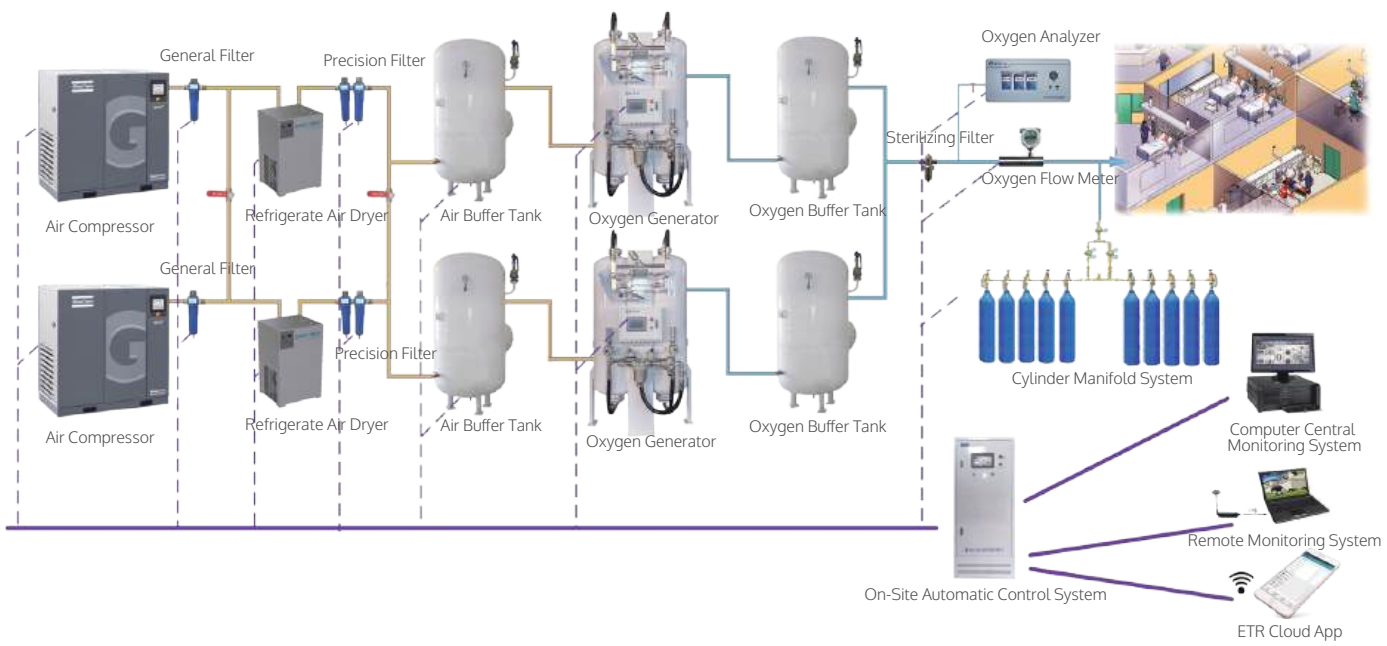 General Filter
Precision Filter
Oxygen Analyzer
Sterilizing Filter
Oxygen Flow Meter
Air Compressor
Refrigerate Air Dryer
Air Buffer Tank
Oxygen Generator
Oxygen Buffer Tank
General Filter
Precision Filter
Cylinder Manifold System
Air Compressor
Refrigerate Air Dryer
Air Buffer Tank
Oxygen Generator
Oxygen Buffer Tank
Computer Central
Monitoring System
Remote Monitoring System
On-Site Automatic Control System
ETR Cloud App
G
G